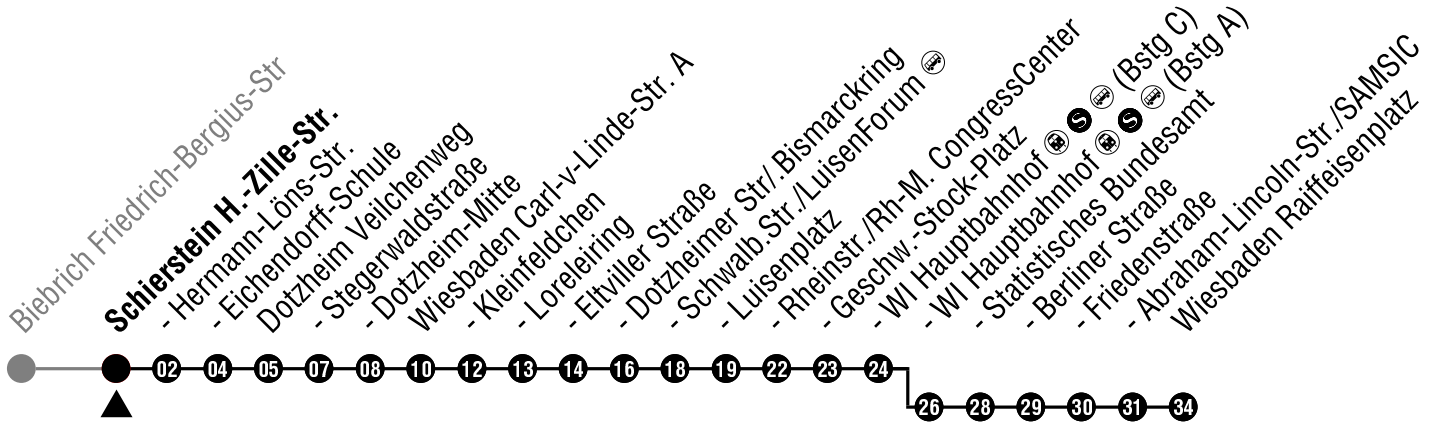 Biebrich Friedrich-Bergius-Str
Schierstein H.-Zille-Str.
- Hermann-Löns-Str.
- Eichendorff-Schule
Dotzheim Veilchenweg
- Stegerwaldstraße
- Dotzheim-Mitte
Wiesbaden Carl-v-Linde-Str. A
- Kleinfeldchen
- Loreleiring
- Eltviller Straße
- Dotzheimer Str/.Bismarckring
- Schwalb.Str./LuisenForum
- Luisenplatz
- Rheinstr./Rh-M. CongressCenter
- Geschw.-Stock-Platz
- WI Hauptbahnhof S (Bstg C)
- WI Hauptbahnhof S (Bstg A)
- Statistisches Bundesamt
- Berliner Straße
- Friedenstraße
- Abraham-Lincoln-Str./SAMSIC
Wiesbaden Raiffeisenplatz
02 04 05 07 08 10 12 13 14 16 18 19 22 23 24
26 28 29 30 31 34